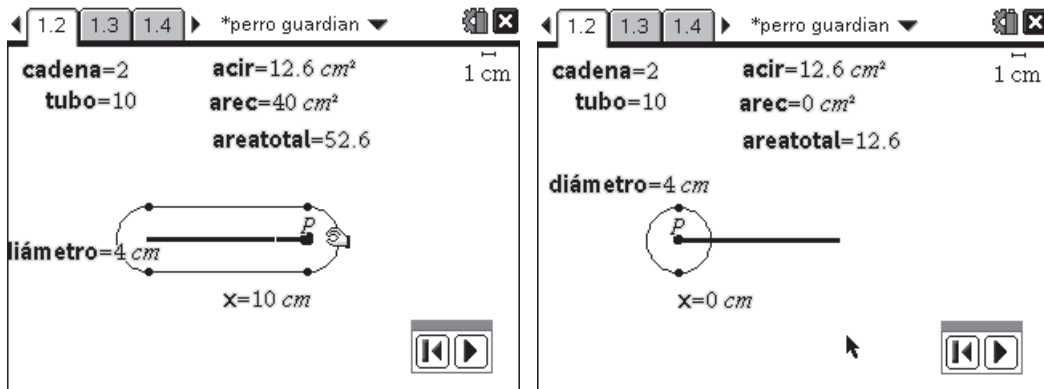 1.2 1.3 1.4 *perro guardian
cadena=2 acir=12.6 cm² 1 cm
tubo=10 arec=40 cm²
areatotal=52.6
P
liámetro=4 cm
x=10 cm
1.2 1.3 1.4 *perro guardian
cadena=2 acir=12.6 cm² 1 cm
tubo=10 arec=0 cm²
areatotal=12.6
diámetro=4 cm
P
x=0 cm